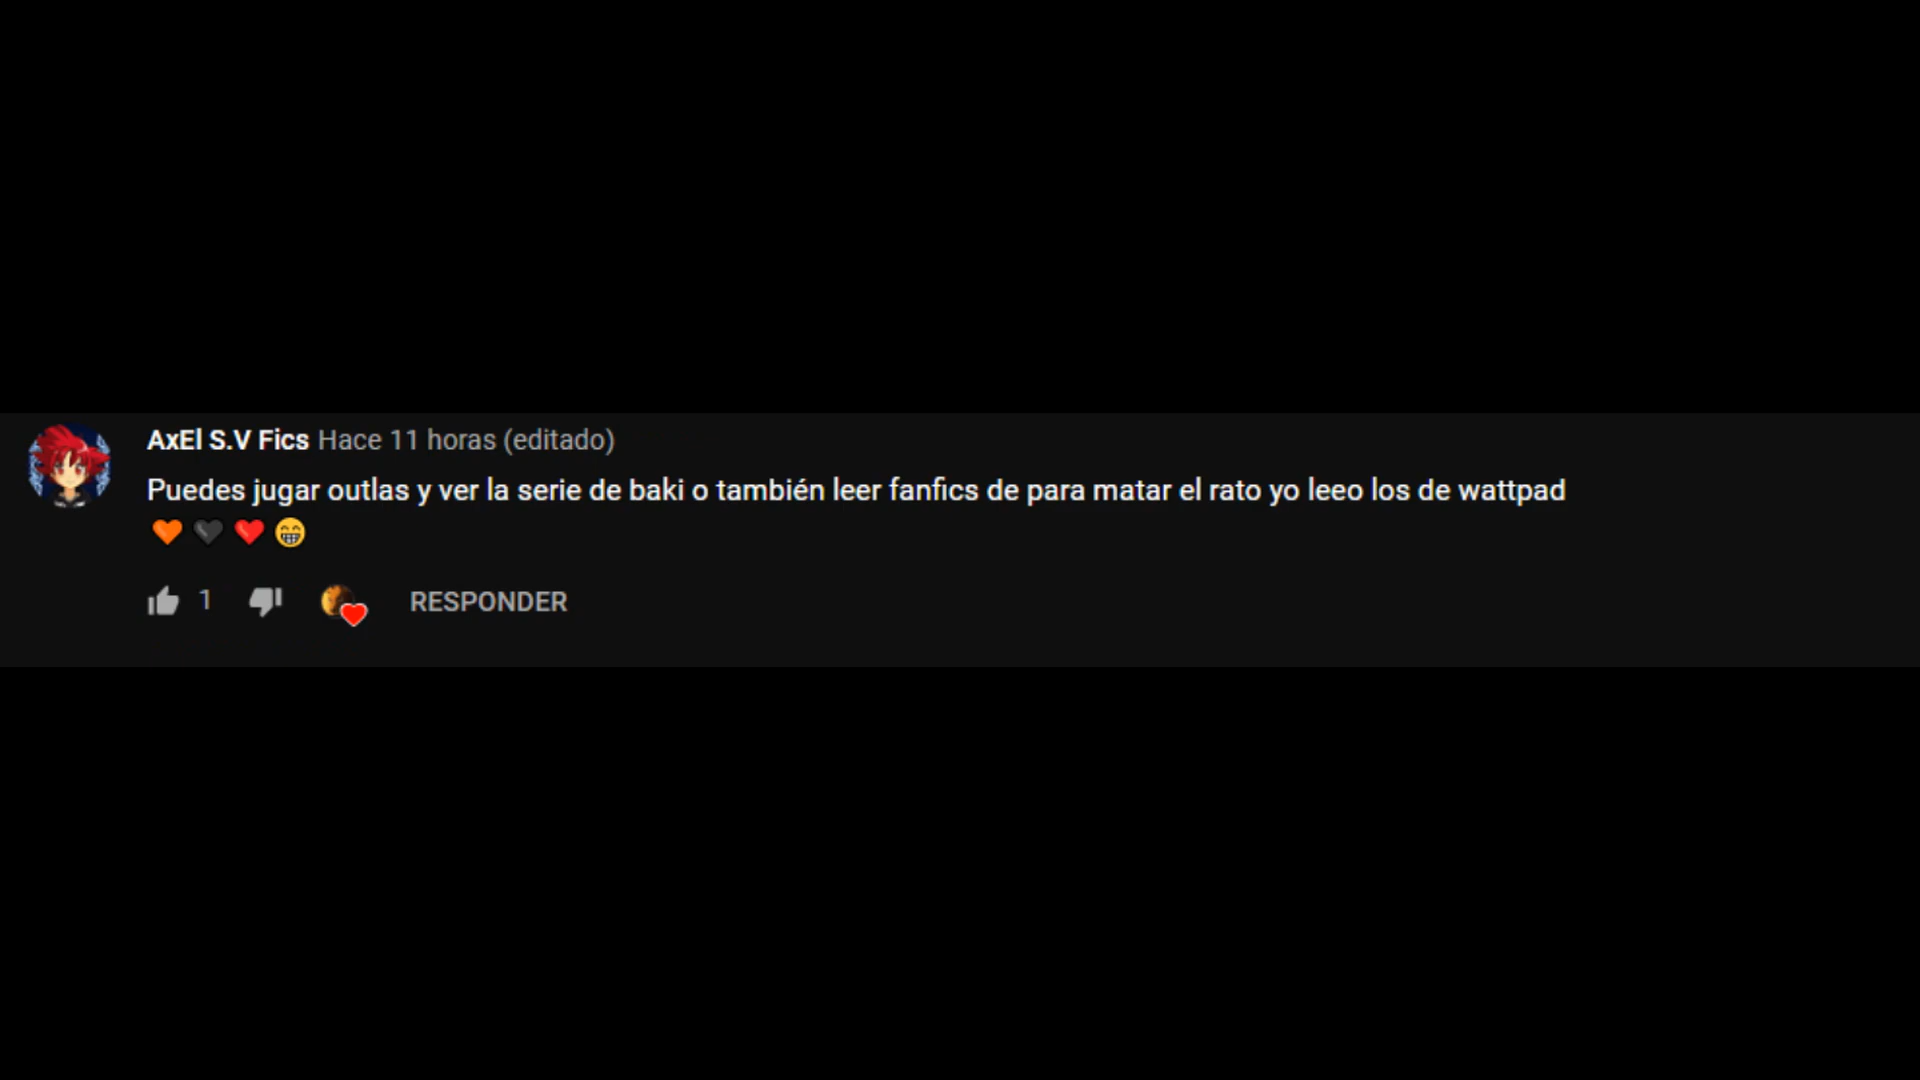 AxEl S.V Fics Hace 11 horas (editado)
Puedes jugar outlas y ver la serie de baki o también leer fanfics de para matar el rato yo leeo los de wattpad
🧡 🖤 ❤️ 😁
1 RESPONDER